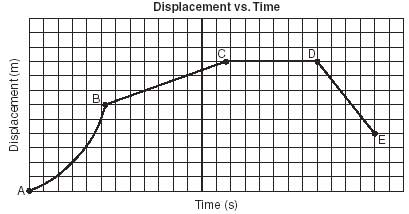 Displacement vs. Time
Displacement (m)
A
B
C
D
E
Time (s)